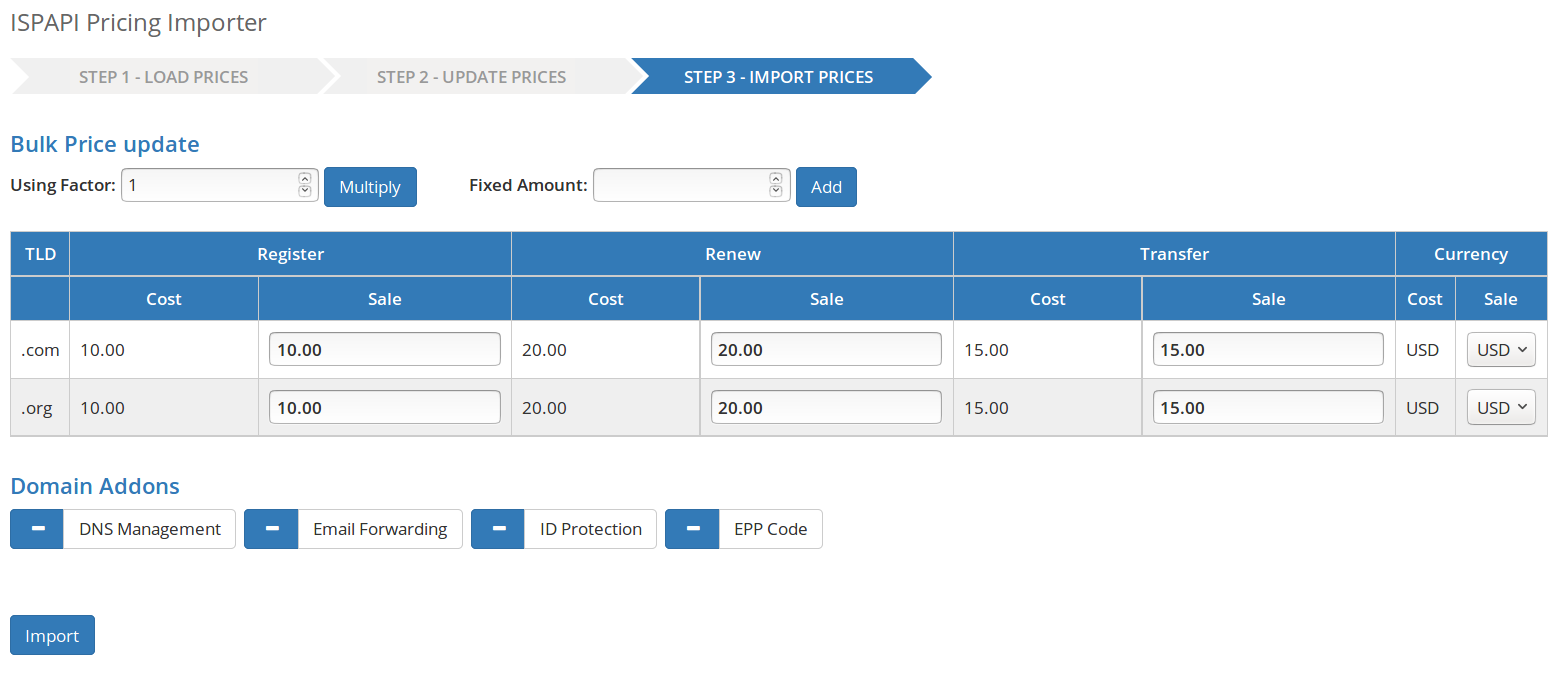 ISPAPI Pricing Importer
STEP 1 - LOAD PRICES STEP 2 - UPDATE PRICES STEP 3 - IMPORT PRICES
Bulk Price update
Using Factor: 1 Multiply Fixed Amount: Add
TLD Register Renew Transfer Currency
Cost Sale Cost Sale Cost Sale Cost Sale
.com 10.00 10.00 20.00 20.00 15.00 15.00 USD USD
.org 10.00 10.00 20.00 20.00 15.00 15.00 USD USD
Domain Addons
DNS Management Email Forwarding ID Protection EPP Code
Import